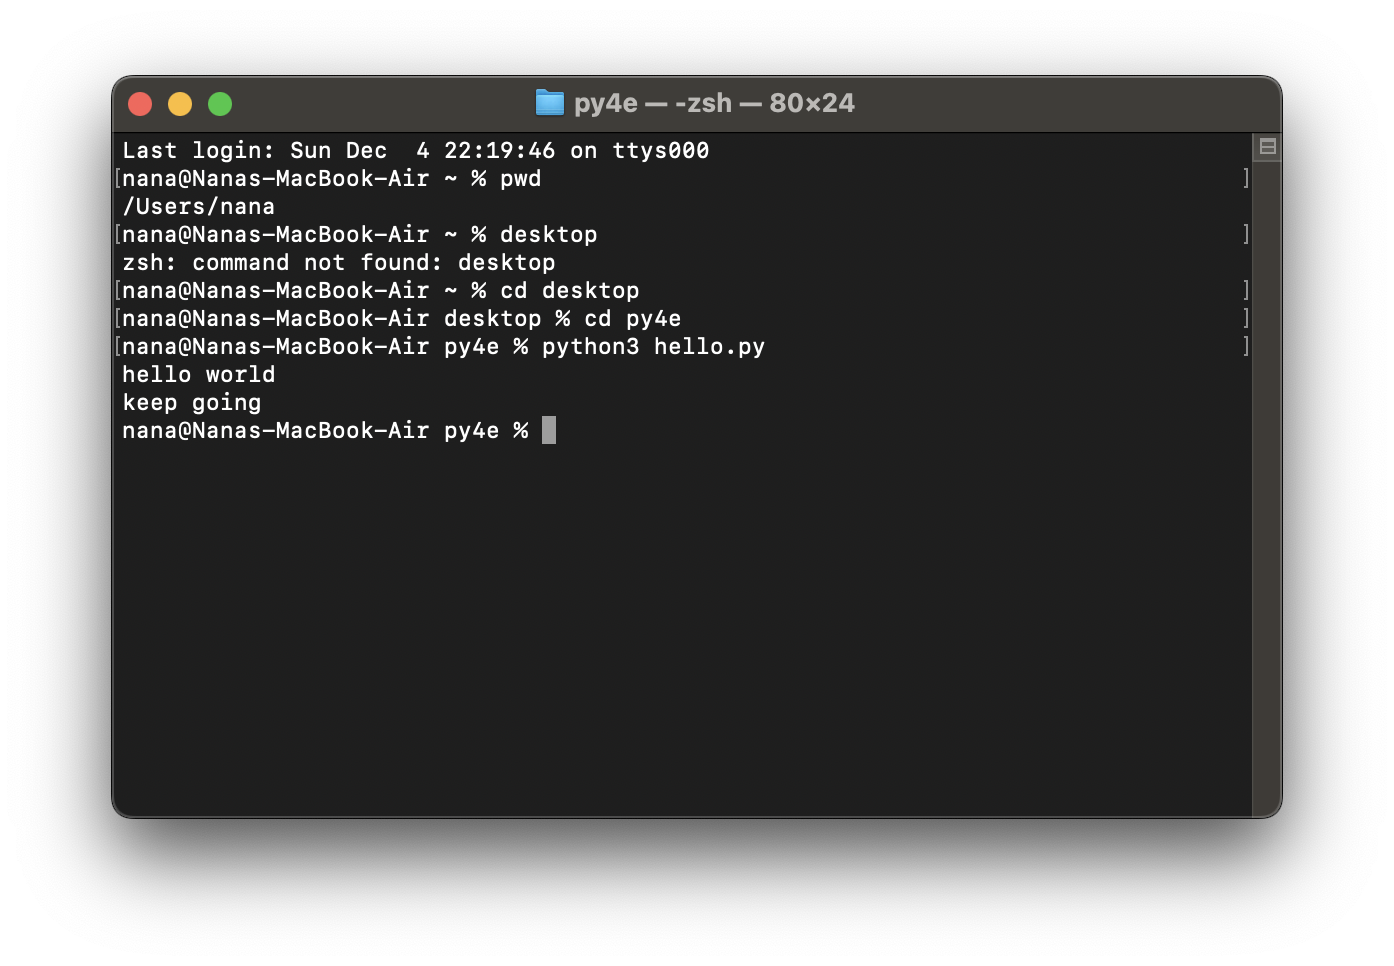 py4e — -zsh — 80×24
Last login: Sun Dec  4 22:19:46 on ttys000
[nana@Nanas-MacBook-Air ~ % pwd ]
/Users/nana
[nana@Nanas-MacBook-Air ~ % desktop ]
zsh: command not found: desktop
[nana@Nanas-MacBook-Air ~ % cd desktop ]
[nana@Nanas-MacBook-Air desktop % cd py4e ]
[nana@Nanas-MacBook-Air py4e % python3 hello.py ]
hello world
keep going
nana@Nanas-MacBook-Air py4e %